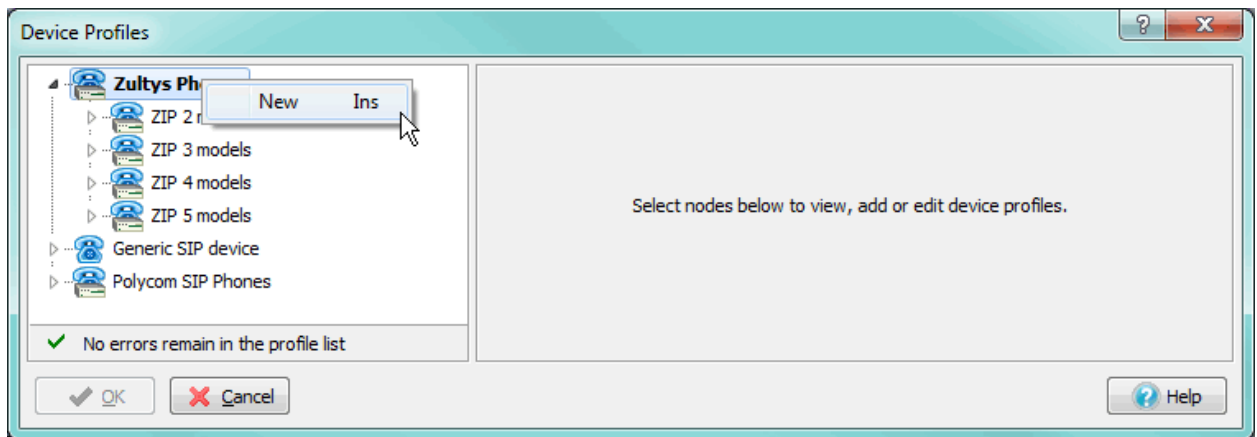 Device Profiles
Zultys Ph
New Ins
ZIP 2
ZIP 3 models
ZIP 4 models
ZIP 5 models
Generic SIP device
Polycom SIP Phones
Select nodes below to view, add or edit device profiles.
No errors remain in the profile list
OK
Cancel
Help